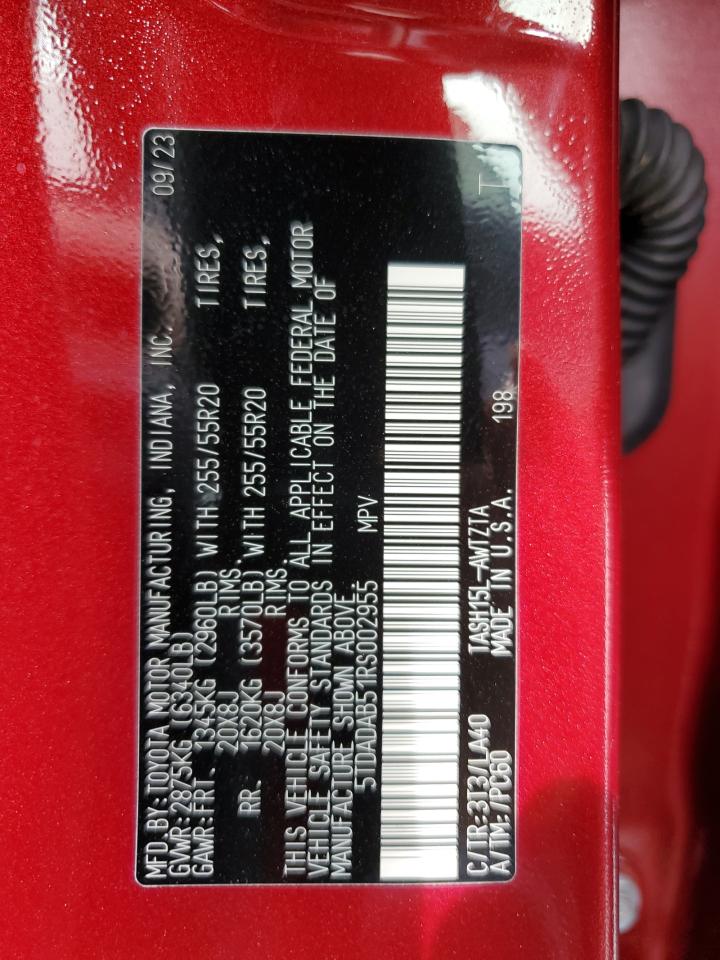 MFD.BY:TOYOTA MOTOR MANUFACTURING, INDIANA, INC. 09/23
GVWR:2875KG (6340LB)
GAWR:FRT. 1345KG (2960LB) WITH 255/55R20 TIRES,
20X8J RIMS.
RR. 1620KG (3570LB) WITH 255/55R20 TIRES,
20X8J RIMS.
THIS VEHICLE CONFORMS TO ALL APPLICABLE FEDERAL MOTOR
VEHICLE SAFETY STANDARDS IN EFFECT ON THE DATE OF
MANUFACTURE SHOWN ABOVE.
5TDADAB51RS002955 MPV
C/TR:3T3/LA40 TASH15L-AWTZTA
A/TM:/PC60 MADE IN U.S.A. 198 T